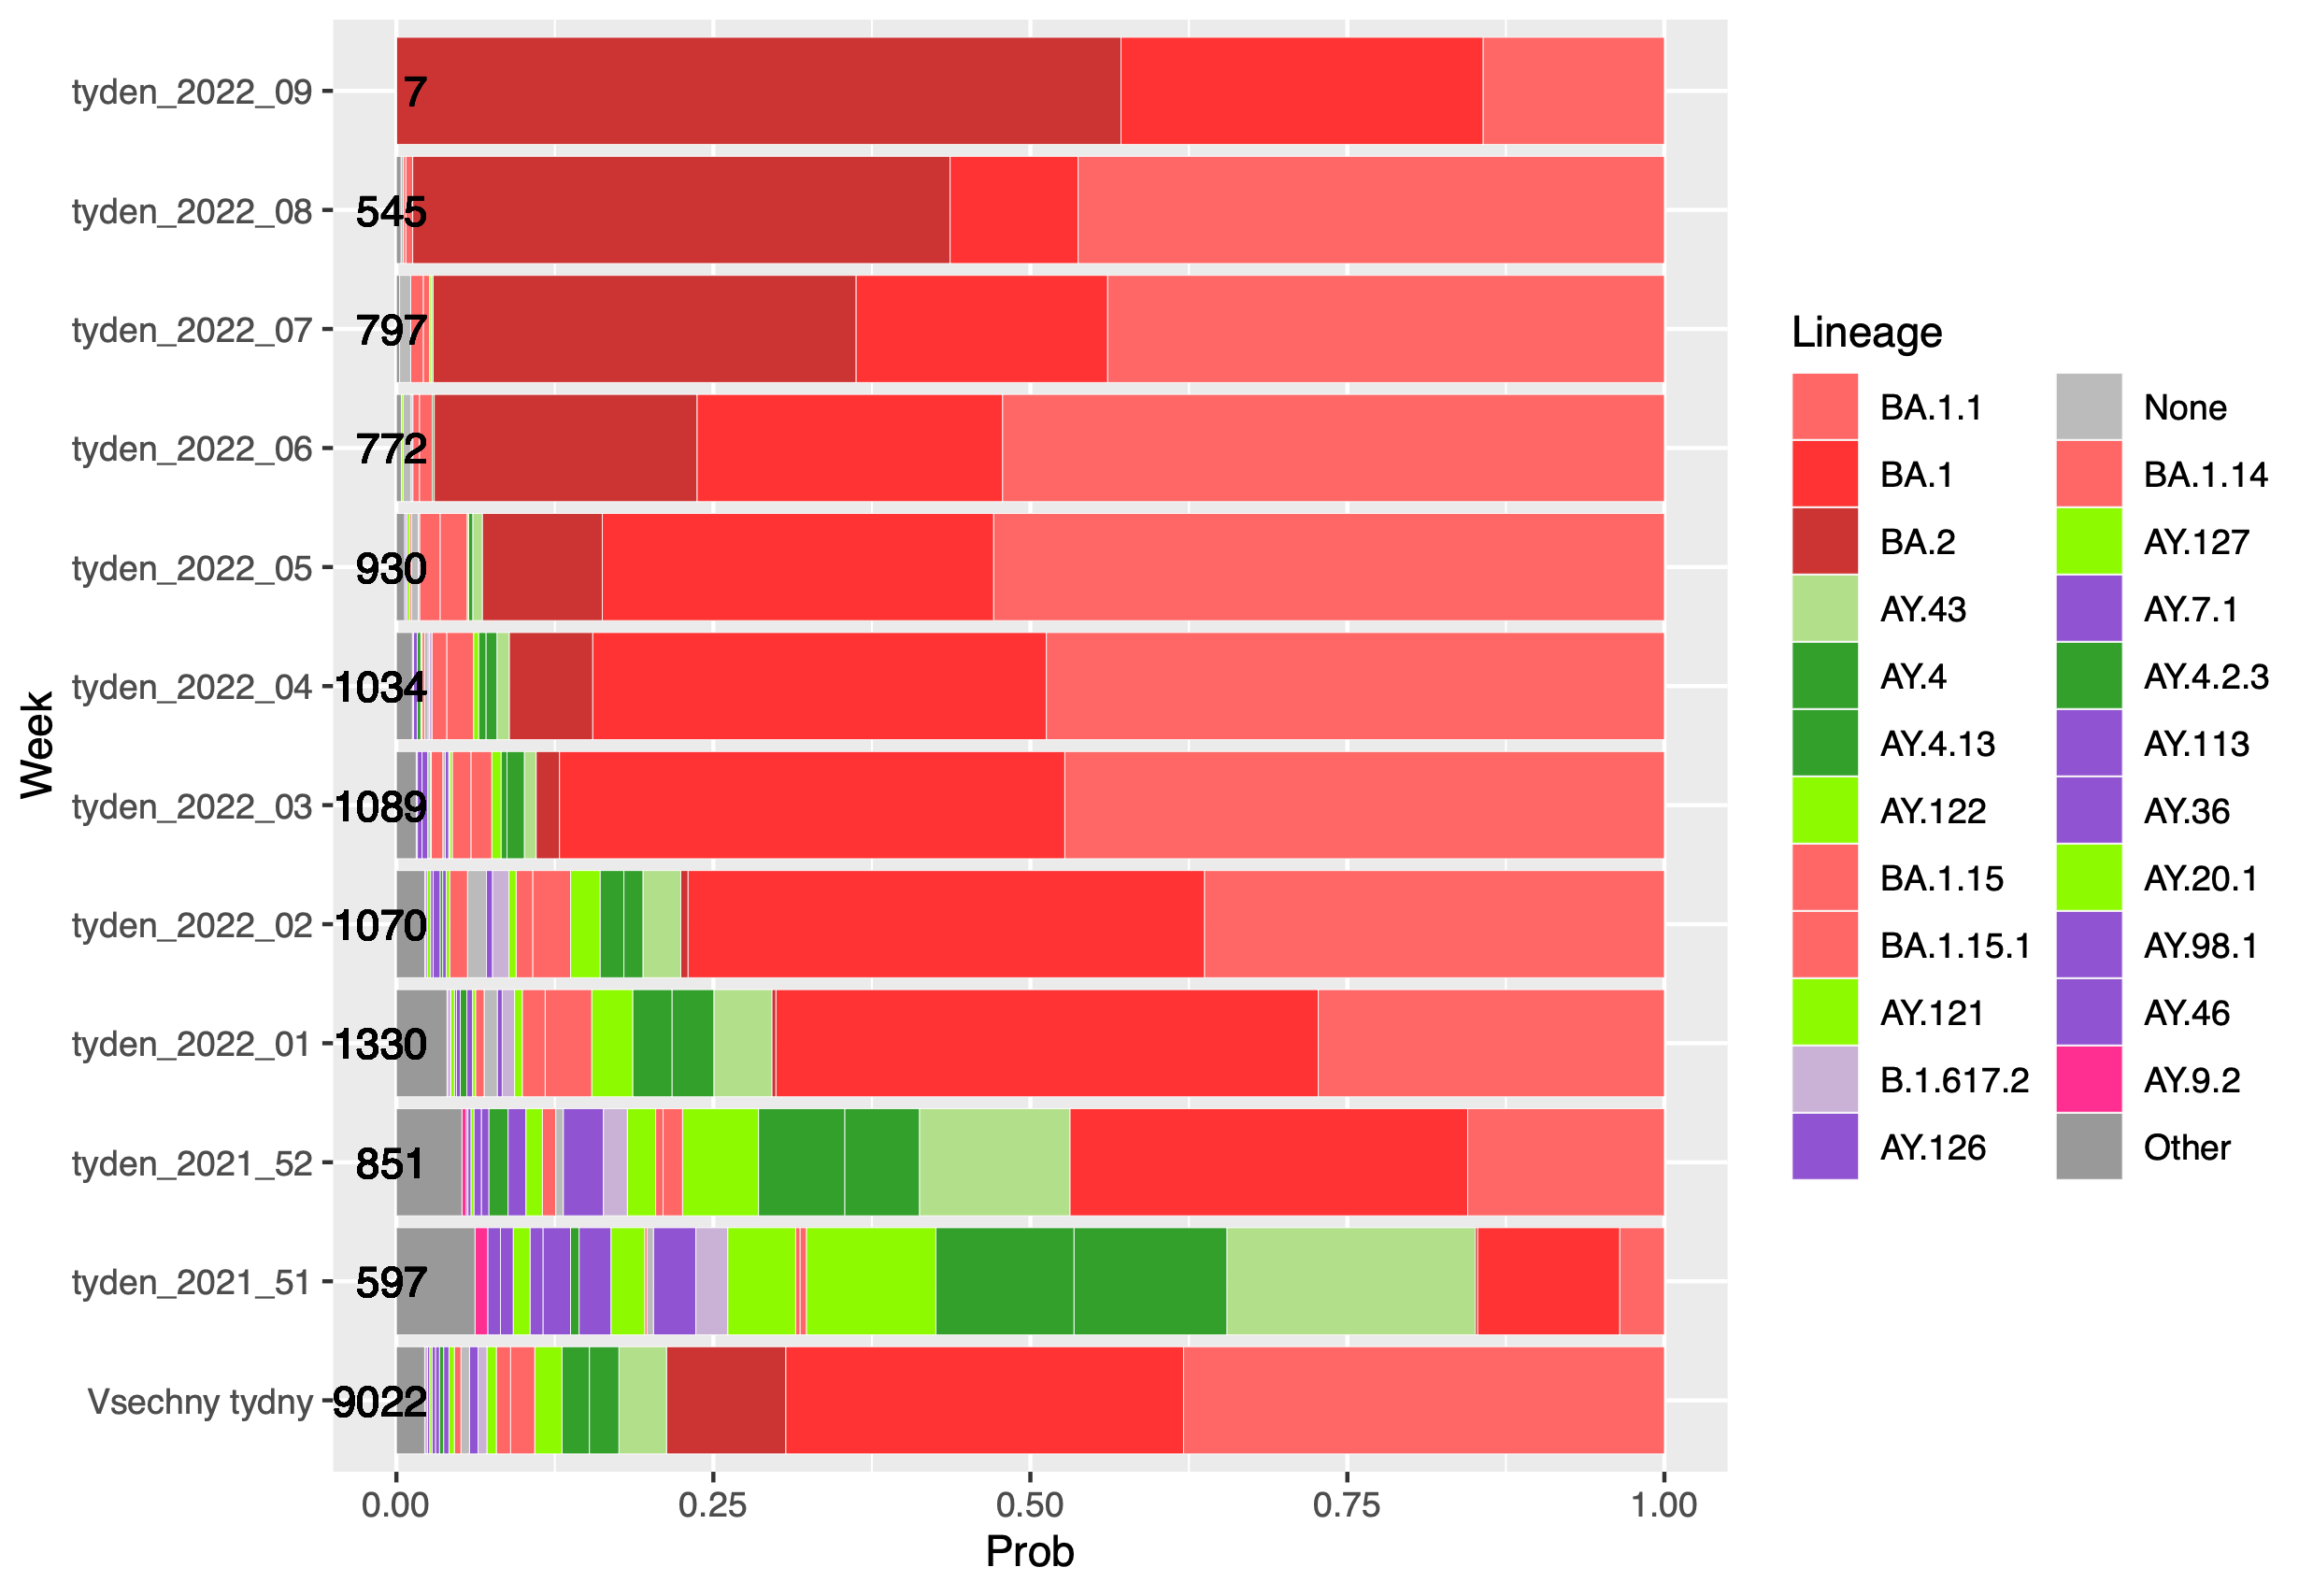 tyden_2022_09
7
tyden_2022_08
545
tyden_2022_07
797
tyden_2022_06
772
tyden_2022_05
930
tyden_2022_04
1034
tyden_2022_03
1089
tyden_2022_02
1070
tyden_2022_01
1330
tyden_2021_52
851
tyden_2021_51
597
Vsechny tydny
9022
Week
0.00 0.25 0.50 0.75 1.00
Prob
Lineage
BA.1.1
BA.1
BA.2
AY.43
AY.4
AY.4.13
AY.122
BA.1.15
BA.1.15.1
AY.121
B.1.617.2
AY.126
None
BA.1.14
AY.127
AY.7.1
AY.4.2.3
AY.113
AY.36
AY.20.1
AY.98.1
AY.46
AY.9.2
Other